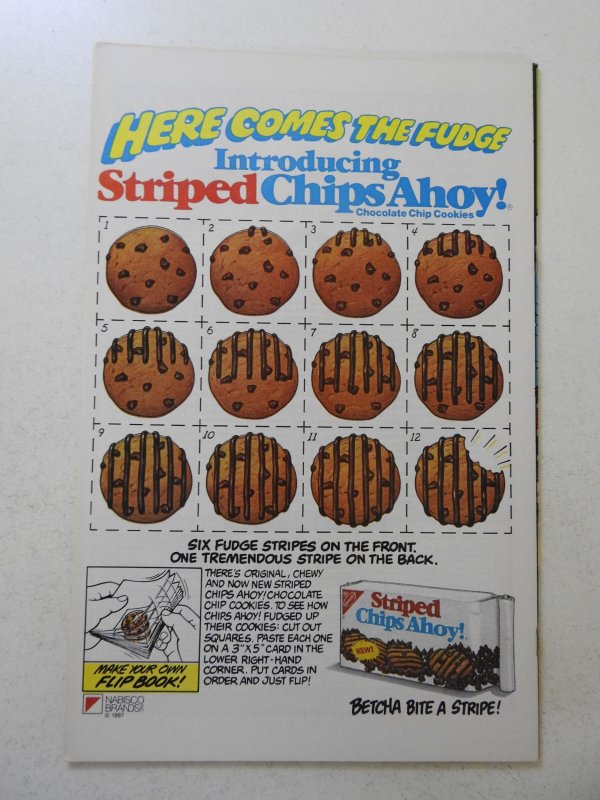 HERE COMES THE FUDGE
Introducing
Striped Chips Ahoy!®
Chocolate Chip Cookies
1
2
3
4
5
6
7
8
9
10
11
12
SIX FUDGE STRIPES ON THE FRONT.
ONE TREMENDOUS STRIPE ON THE BACK.
THERE'S ORIGINAL, CHEWY
AND NOW NEW STRIPED
CHIPS AHOY! CHOCOLATE
CHIP COOKIES. TO SEE HOW
CHIPS AHOY! FUDGED UP
THEIR COOKIES: CUT OUT
SQUARES. PASTE EACH ONE
ON A 3"X5" CARD IN THE
LOWER RIGHT-HAND
CORNER. PUT CARDS IN
ORDER AND JUST FLIP!
MAKE YOUR OWN
FLIP BOOK!
NABISCO
BRANDS
© 1987
Striped
Chips Ahoy!
NEW!
BETCHA BITE A STRIPE!